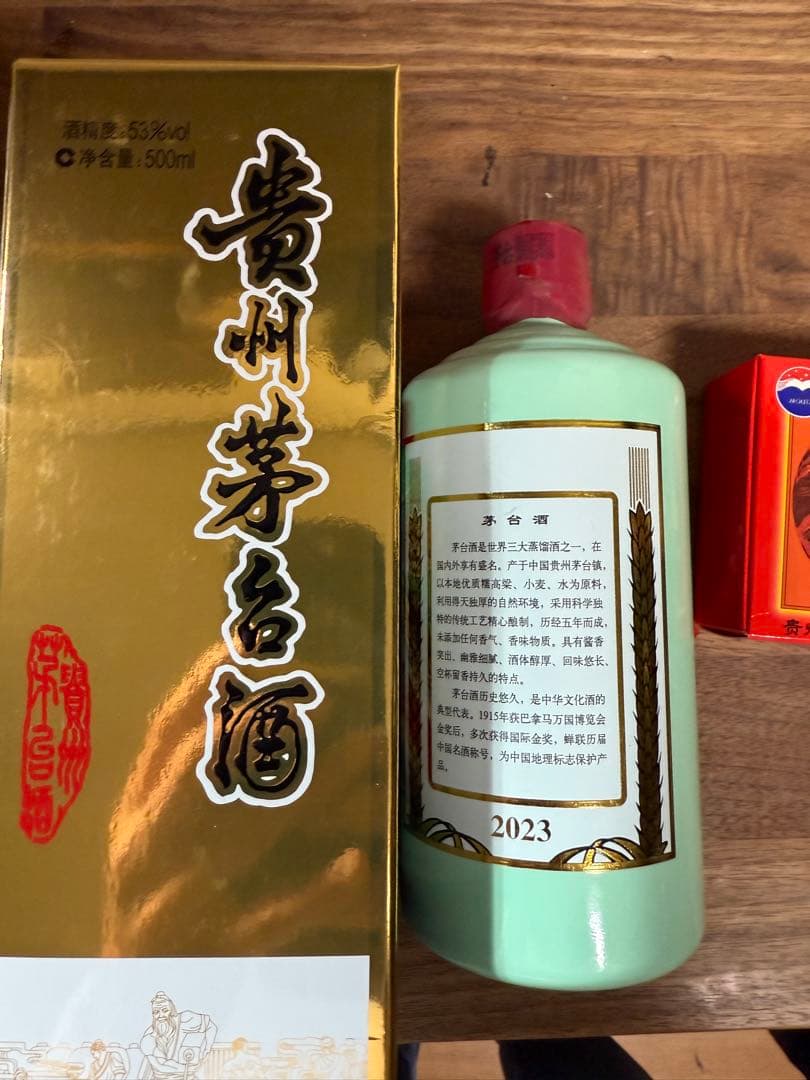 酒精度:53%vol
净含量:500ml
贵州茅台酒
貴州
茅台酒
茅台酒
茅台酒是世界三大蒸馏酒之一，在
国内外享有盛名。产于中国贵州茅台镇，
以本地优质糯高粱、小麦、水为原料，
利用得天独厚的自然环境，采用科学独
特的传统工艺精心酿制，历经五年而成，
未添加任何香气、香味物质。具有酱香
突出、幽雅细腻、酒体醇厚、回味悠长、
空杯留香持久的特点。
茅台酒历史悠久，是中华文化酒的
典型代表。1915年获巴拿马万国博览会
金奖后，多次获得国际金奖，蝉联历届
中国名酒称号，为中国地理标志保护产
品。
2023
贵